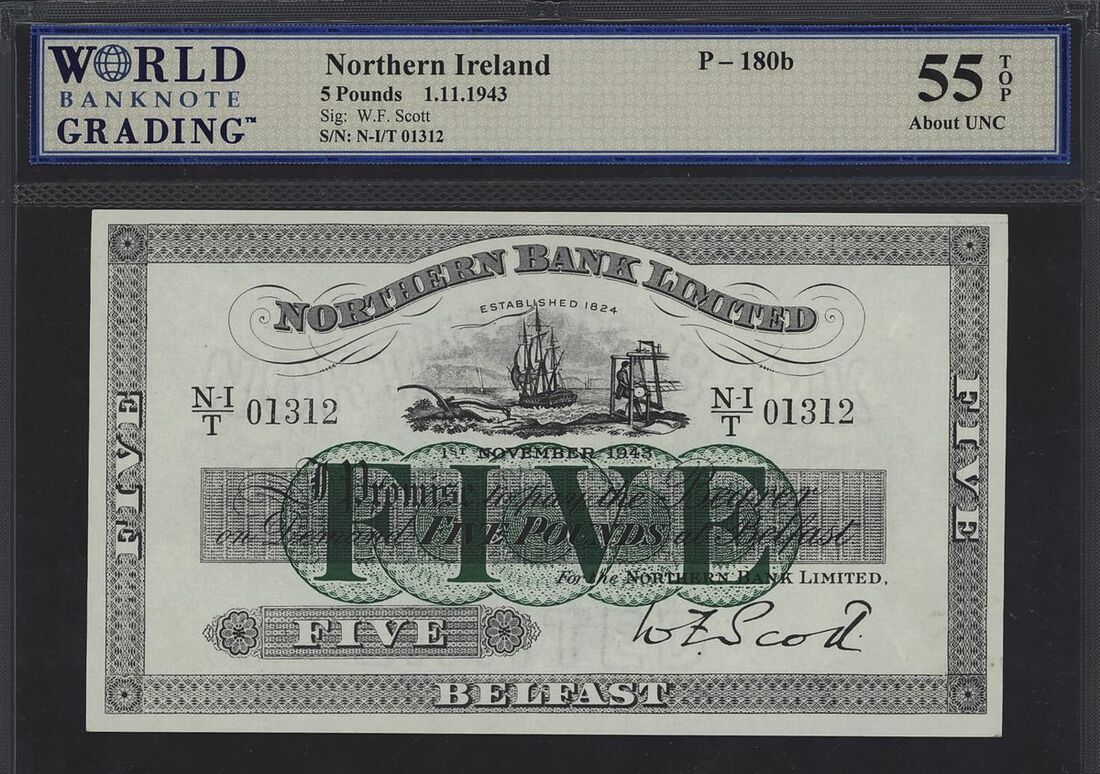 WORLD
BANKNOTE
GRADING™
Northern Ireland
5 Pounds 1.11.1943
Sig: W.F. Scott
S/N: N-I/T 01312
P – 180b
55 TOP
About UNC
NORTHERN BANK LIMITED
ESTABLISHED 1824
N-I/T 01312
N-I/T 01312
1ST NOVEMBER 1943
FIVE
FIVE
FIVE
I Promise to pay the Bearer
on Demand FIVE POUNDS at Belfast
For the NORTHERN BANK LIMITED.
W F Scott
FIVE
BELFAST